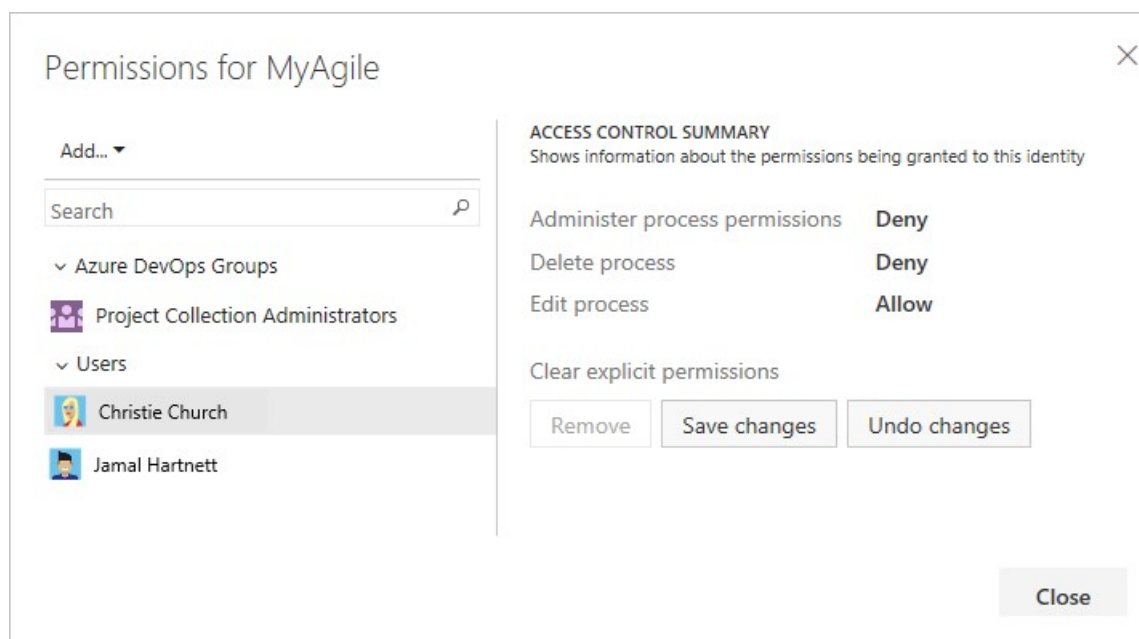 Permissions for MyAgile
Add...
Search
Azure DevOps Groups
Project Collection Administrators
Users
Christie Church
Jamal Hartnett
ACCESS CONTROL SUMMARY
Shows information about the permissions being granted to this identity
Administer process permissions Deny
Delete process Deny
Edit process Allow
Clear explicit permissions
Remove Save changes Undo changes
Close